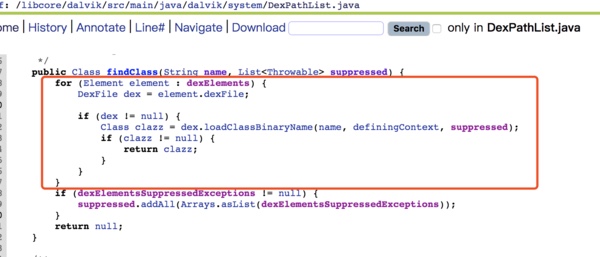 f: /libcore/dalvik/src/main/java/dalvik/system/DexPathList.java
ome | History | Annotate | Line# | Navigate | Download Search only in DexPathList.java
*/
public Class findClass(String name, List<Throwable> suppressed) {
for (Element element : dexElements) {
DexFile dex = element.dexFile;
if (dex != null) {
Class clazz = dex.loadClassBinaryName(name, definingContext, suppressed);
if (clazz != null) {
return clazz;
}
}
}
if (dexElementsSuppressedExceptions != null) {
suppressed.addAll(Arrays.asList(dexElementsSuppressedExceptions));
}
return null;
}